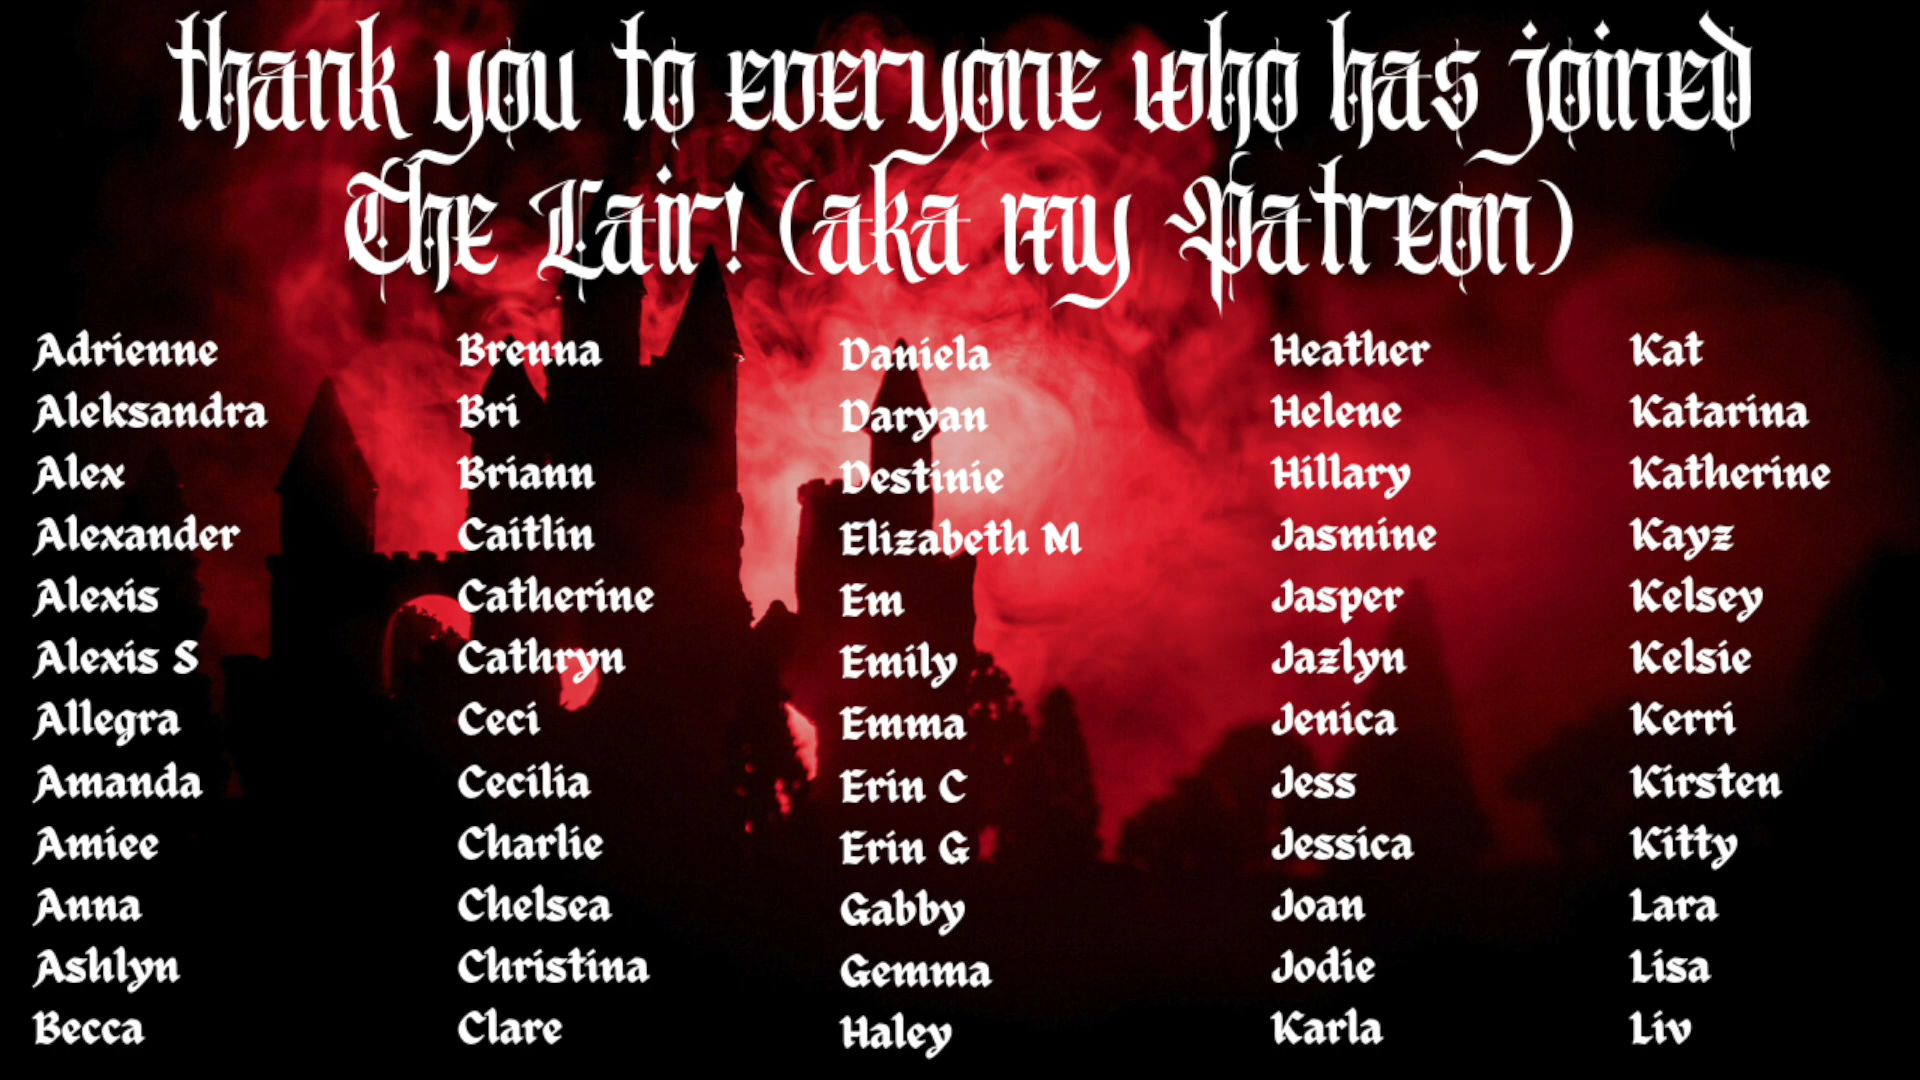 thank you to everyone who has joined
The Lair! (aka my Patreon)
Adrienne
Aleksandra
Alex
Alexander
Alexis
Alexis S
Allegra
Amanda
Amiee
Anna
Ashlyn
Becca
Brenna
Bri
Briann
Caitlin
Catherine
Cathryn
Ceci
Cecilia
Charlie
Chelsea
Christina
Clare
Daniela
Daryan
Destinie
Elizabeth M
Em
Emily
Emma
Erin C
Erin G
Gabby
Gemma
Haley
Heather
Helene
Hillary
Jasmine
Jasper
Jazlyn
Jenica
Jess
Jessica
Joan
Jodie
Karla
Kat
Katarina
Katherine
Kayz
Kelsey
Kelsie
Kerri
Kirsten
Kitty
Lara
Lisa
Liv